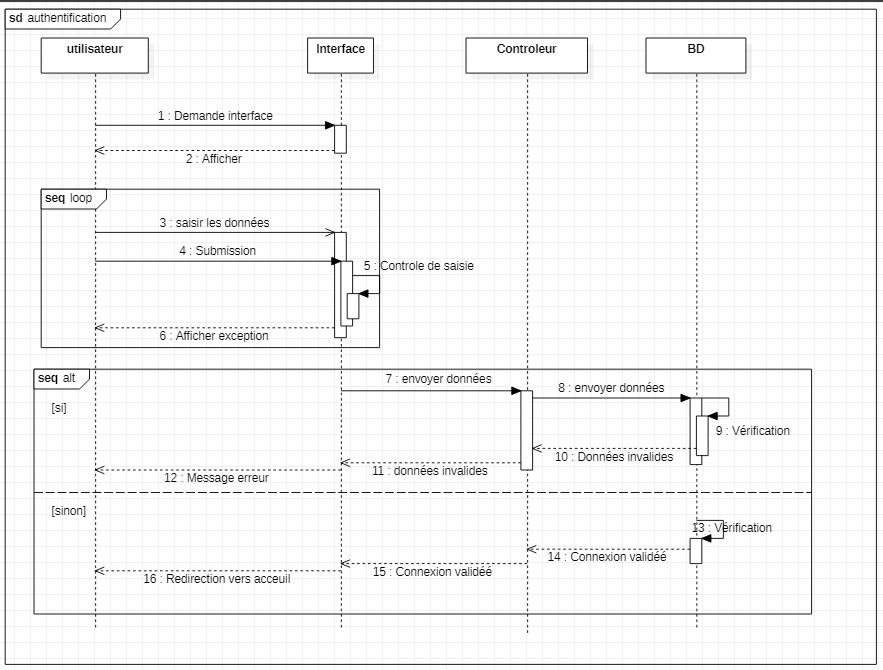 sd authentification
utilisateur
Interface
Controleur
BD
1 : Demande interface
2 : Afficher
seq loop
3 : saisir les données
4 : Submission
5 : Controle de saisie
6 : Afficher exception
seq alt
7 : envoyer données
8 : envoyer données
[si]
9 : Vérification
10 : Données invalides
11 : données invalides
12 : Message erreur
[sinon]
13 : Vérification
14 : Connexion validéé
15 : Connexion validéé
16 : Redirection vers acceuil